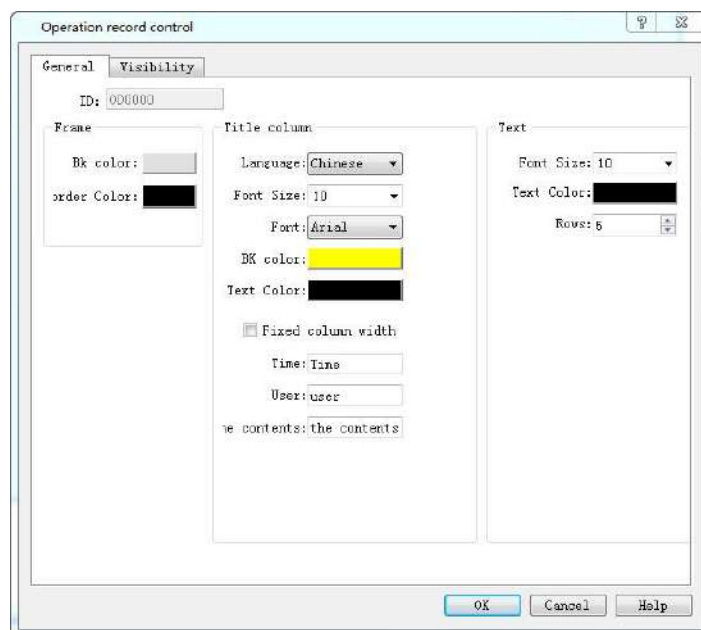 Operation record control
General
Visibility
ID: 000000
Frame
Bk color:
order Color:
Title column
Language: Chinese
Font Size: 10
Font: Arial
BK color:
Text Color:
Fixed column width
Time: Time
User: user
he contents: the contents
Text
Font Size: 10
Text Color:
Rows: 5
OK
Cancel
Help